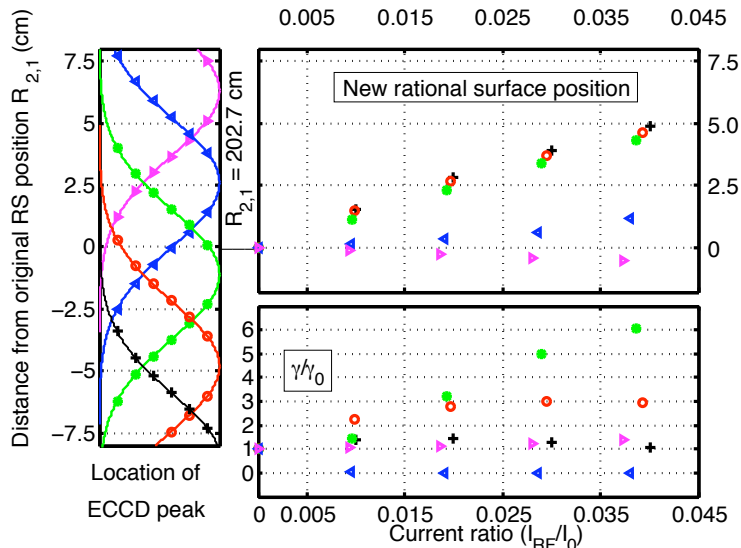 0.005 0.015 0.025 0.035 0.045
Distance from original RS position R2,1 (cm)
7.5
5
2.5
0
−2.5
−5
−7.5
Location of
ECCD peak
R2,1 = 202.7 cm
New rational surface position
7.5
5.0
2.5
0
γ/γ0
6
5
4
3
2
1
0
0 0.005 0.015 0.025 0.035 0.045
Current ratio (IRF/I0)